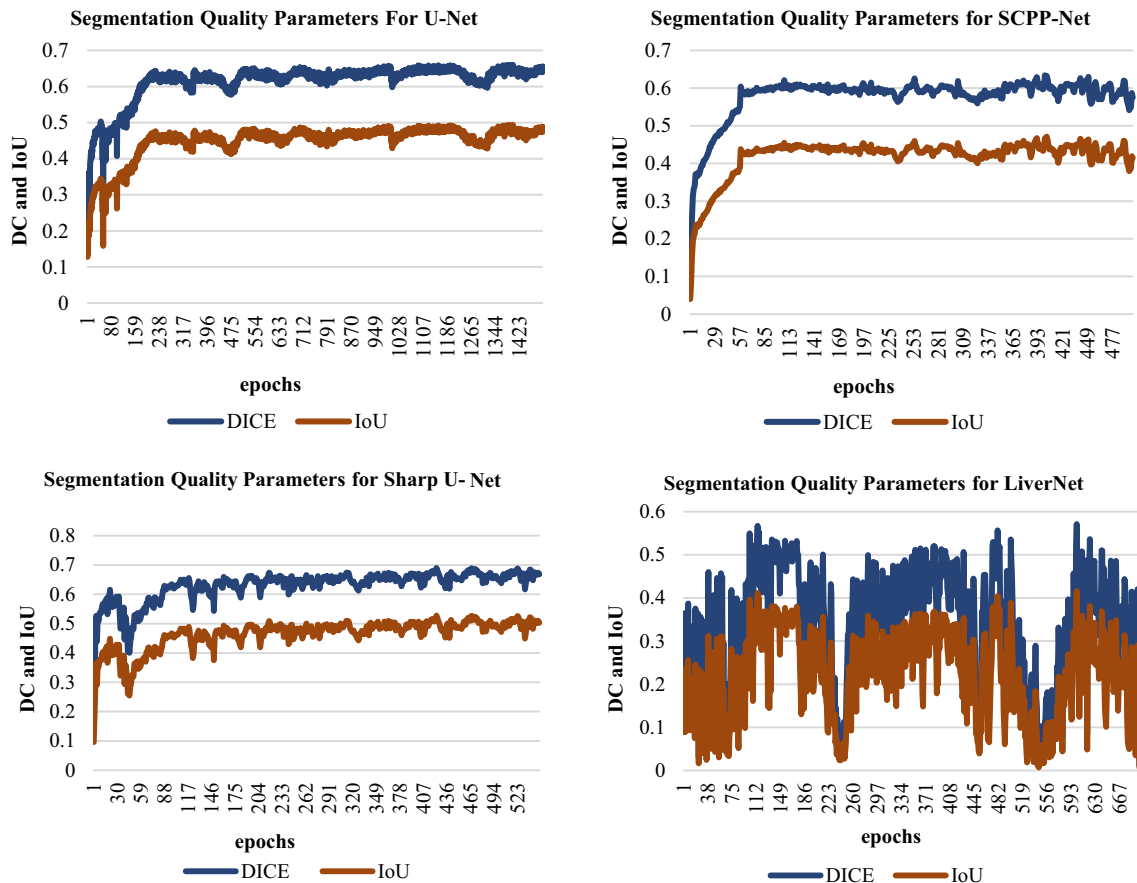 Segmentation Quality Parameters For U-Net
DC and IoU
0.7
0.6
0.5
0.4
0.3
0.2
0.1
0
1 80 159 238 317 396 475 554 633 712 791 870 949 1028 1107 1186 1265 1344 1423
epochs
DICE IoU
Segmentation Quality Parameters for SCPP-Net
DC and IoU
0.7
0.6
0.5
0.4
0.3
0.2
0.1
0
1 29 57 85 113 141 169 197 225 253 281 309 337 365 393 421 449 477
epochs
DICE IoU
Segmentation Quality Parameters for Sharp U- Net
DC and IoU
0.8
0.7
0.6
0.5
0.4
0.3
0.2
0.1
0
1 30 59 88 117 146 175 204 233 262 291 320 349 378 407 436 465 494 523
epochs
DICE IoU
Segmentation Quality Parameters for LiverNet
DC and IoU
0.6
0.5
0.4
0.3
0.2
0.1
0
1 38 75 112 149 186 223 260 297 334 371 408 445 482 519 556 593 630 667
epochs
DICE IoU